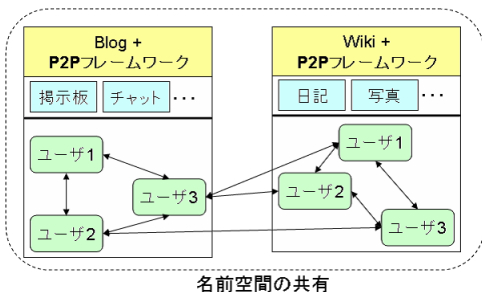 Blog +
P2Pフレームワーク
掲示板
チャット
･･･
ユーザ1
ユーザ2
ユーザ3
Wiki +
P2Pフレームワーク
日記
写真
･･･
ユーザ1
ユーザ2
ユーザ3
名前空間の共有